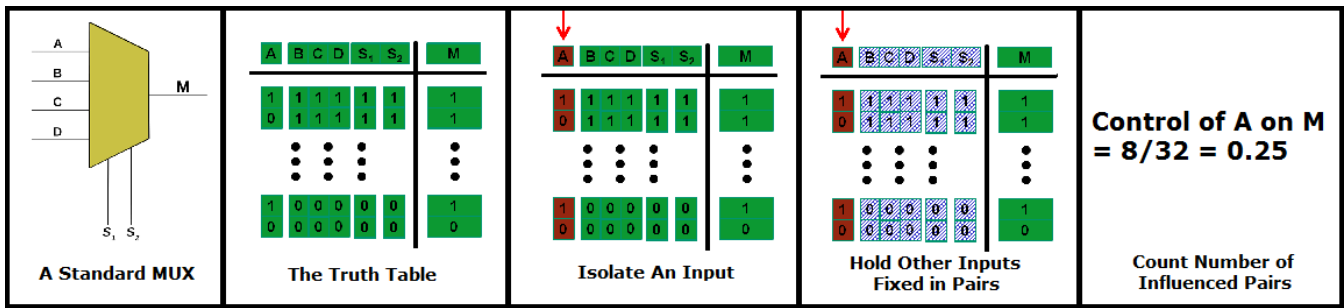 A
B
C
D
M
S₁ S₂
A Standard MUX
A B C D S₁ S₂ M
1 1 1 1 1 1 1
0 1 1 1 1 1 1
1 0 0 0 0 0 1
0 0 0 0 0 0 0
The Truth Table
A B C D S₁ S₂ M
1 1 1 1 1 1 1
0 1 1 1 1 1 1
1 0 0 0 0 0 1
0 0 0 0 0 0 0
Isolate An Input
A B C D S₁ S₂ M
1 1 1 1 1 1 1
0 1 1 1 1 1 1
1 0 0 0 0 0 1
0 0 0 0 0 0 0
Hold Other Inputs
Fixed in Pairs
Control of A on M
= 8/32 = 0.25
Count Number of
Influenced Pairs